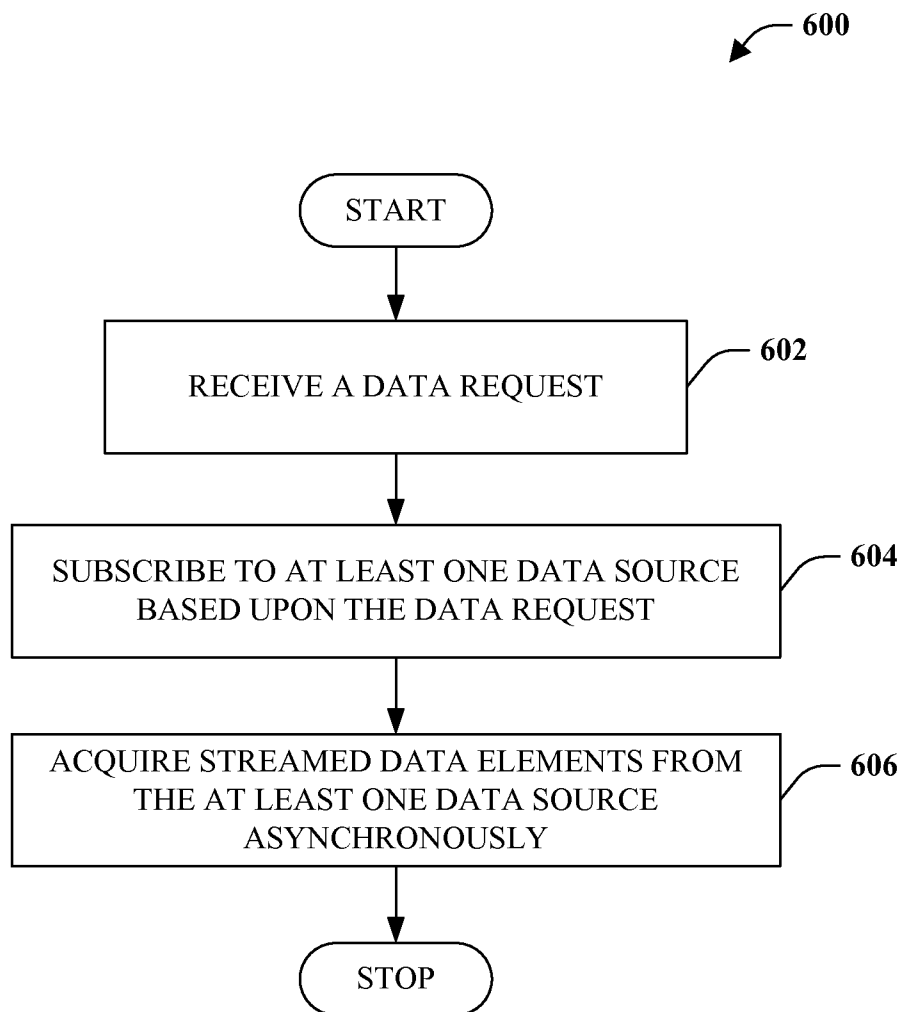 600
START
RECEIVE A DATA REQUEST
602
SUBSCRIBE TO AT LEAST ONE DATA SOURCE
BASED UPON THE DATA REQUEST
604
ACQUIRE STREAMED DATA ELEMENTS FROM
THE AT LEAST ONE DATA SOURCE
ASYNCHRONOUSLY
606
STOP